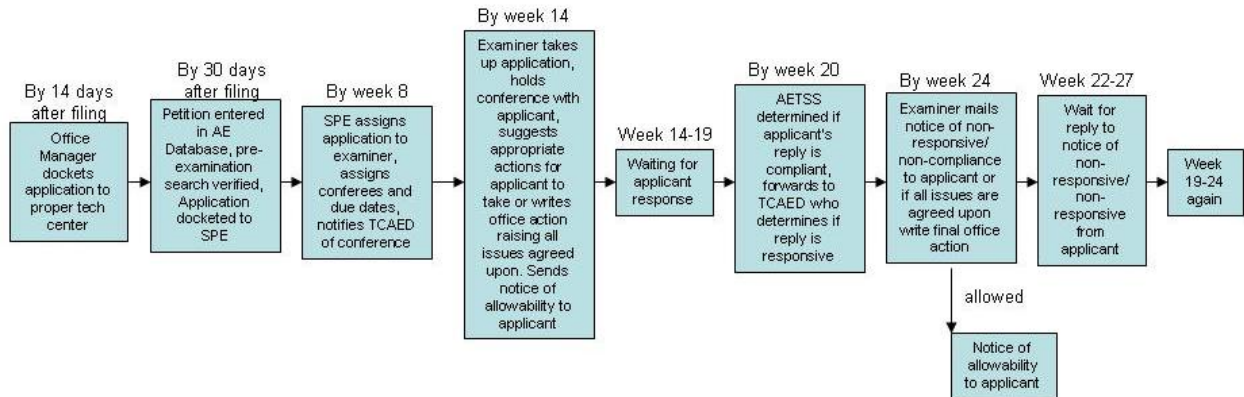 By 14 days
after filing
Office
Manager
dockets
application to
proper tech
center
By 30 days
after filing
Petition entered
in AE
Database, pre-
examination
search verified,
Application
docketed to
SPE
By week 8
SPE assigns
application to
examiner,
assigns
conferees and
due dates,
notifies TCAED
of conference
By week 14
Examiner takes
up application,
holds
conference with
applicant,
suggests
appropriate
actions for
applicant to
take or writes
office action
raising all
issues agreed
upon. Sends
notice of
allowability to
applicant
Week 14-19
Waiting for
applicant
response
By week 20
AETSS
determined if
applicant's
reply is
compliant,
forwards to
TCAED who
determines if
reply is
responsive
By week 24
Examiner mails
notice of non-
responsive/
non-compliance
to applicant or
if all issues are
agreed upon
write final office
action
Week 22-27
Wait for
reply to
notice of
non-
responsive/
non-
responsive
from
applicant
Week
19-24
again
allowed
Notice of
allowability
to applicant